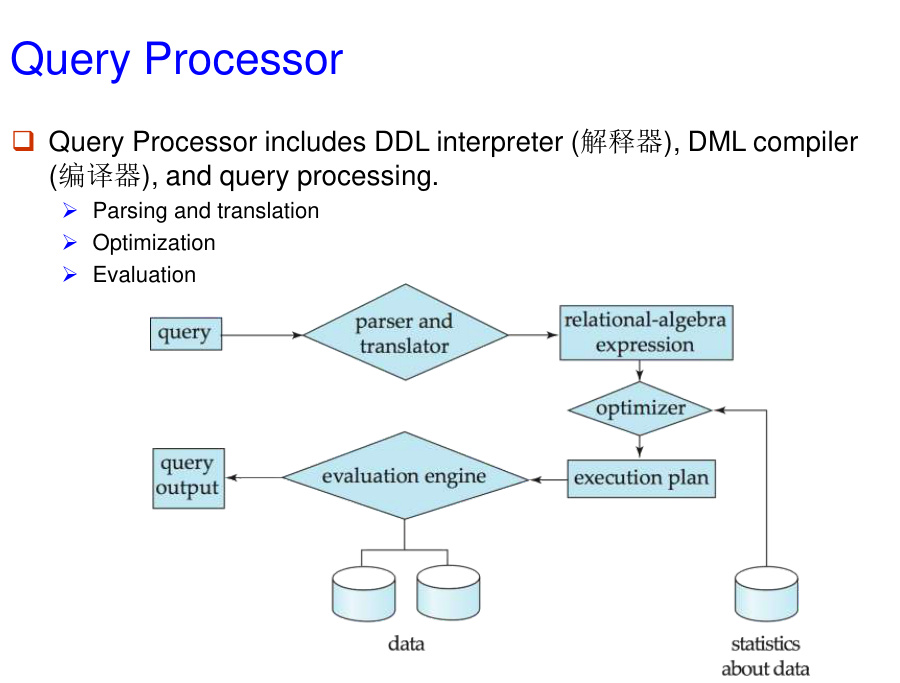 Query Processor
Query Processor includes DDL interpreter (解释器), DML compiler
(编译器), and query processing.
Parsing and translation
Optimization
Evaluation
query
parser and
translator
relational-algebra
expression
optimizer
query
output
evaluation engine
execution plan
data
statistics
about data